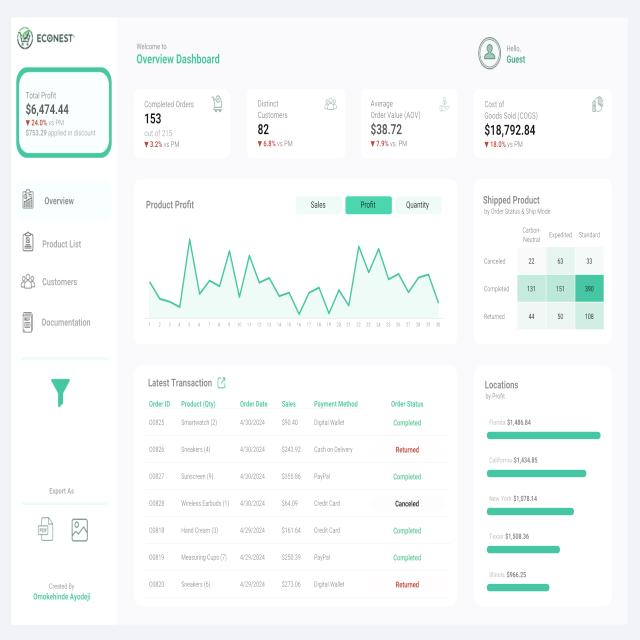 ECONEST
Total Profit
$6,474.44
▼ 24.0% vs PM
$753.29 applied in discount
Overview
Product List
Customers
Documentation
Export As
PDF
Created By
Omokehinde Ayodeji
Welcome to
Overview Dashboard
Hello,
Guest
Completed Orders
153
out of 215
▼ 3.2% vs PM
Distinct
Customers
82
▼ 6.8% vs PM
Average
Order Value (AOV)
$38.72
▼ 7.9% vs. PM
Cost of
Goods Sold (COGS)
$18,792.84
▼ 18.0% vs PM
Product Profit
Sales Profit Quantity
1 2 3 4 5 6 7 8 9 10 11 12 13 14 15 16 17 18 19 20 21 22 23 24 25 26 27 28 29 30
Shipped Product
by Order Status & Ship Mode
Carbon-Neutral Expedited Standard
Canceled 22 63 33
Completed 131 151 390
Returned 44 50 108
Latest Transaction
Order ID Product (Qty) Order Date Sales Payment Method Order Status
O0825 Smartwatch (2) 4/30/2024 $90.40 Digital Wallet Completed
O0826 Sneakers (4) 4/30/2024 $243.92 Cash on Delivery Returned
O0827 Sunscreen (9) 4/30/2024 $355.86 PayPal Completed
O0828 Wireless Earbuds (1) 4/30/2024 $64.09 Credit Card Canceled
O0818 Hand Cream (3) 4/29/2024 $161.64 Credit Card Completed
O0819 Measuring Cups (7) 4/29/2024 $250.39 PayPal Completed
O0820 Sneakers (6) 4/29/2024 $273.06 Digital Wallet Returned
Locations
by Profit
Florida $1,486.84
California $1,434.85
New York $1,078.14
Texas $1,508.36
Illinois $966.25